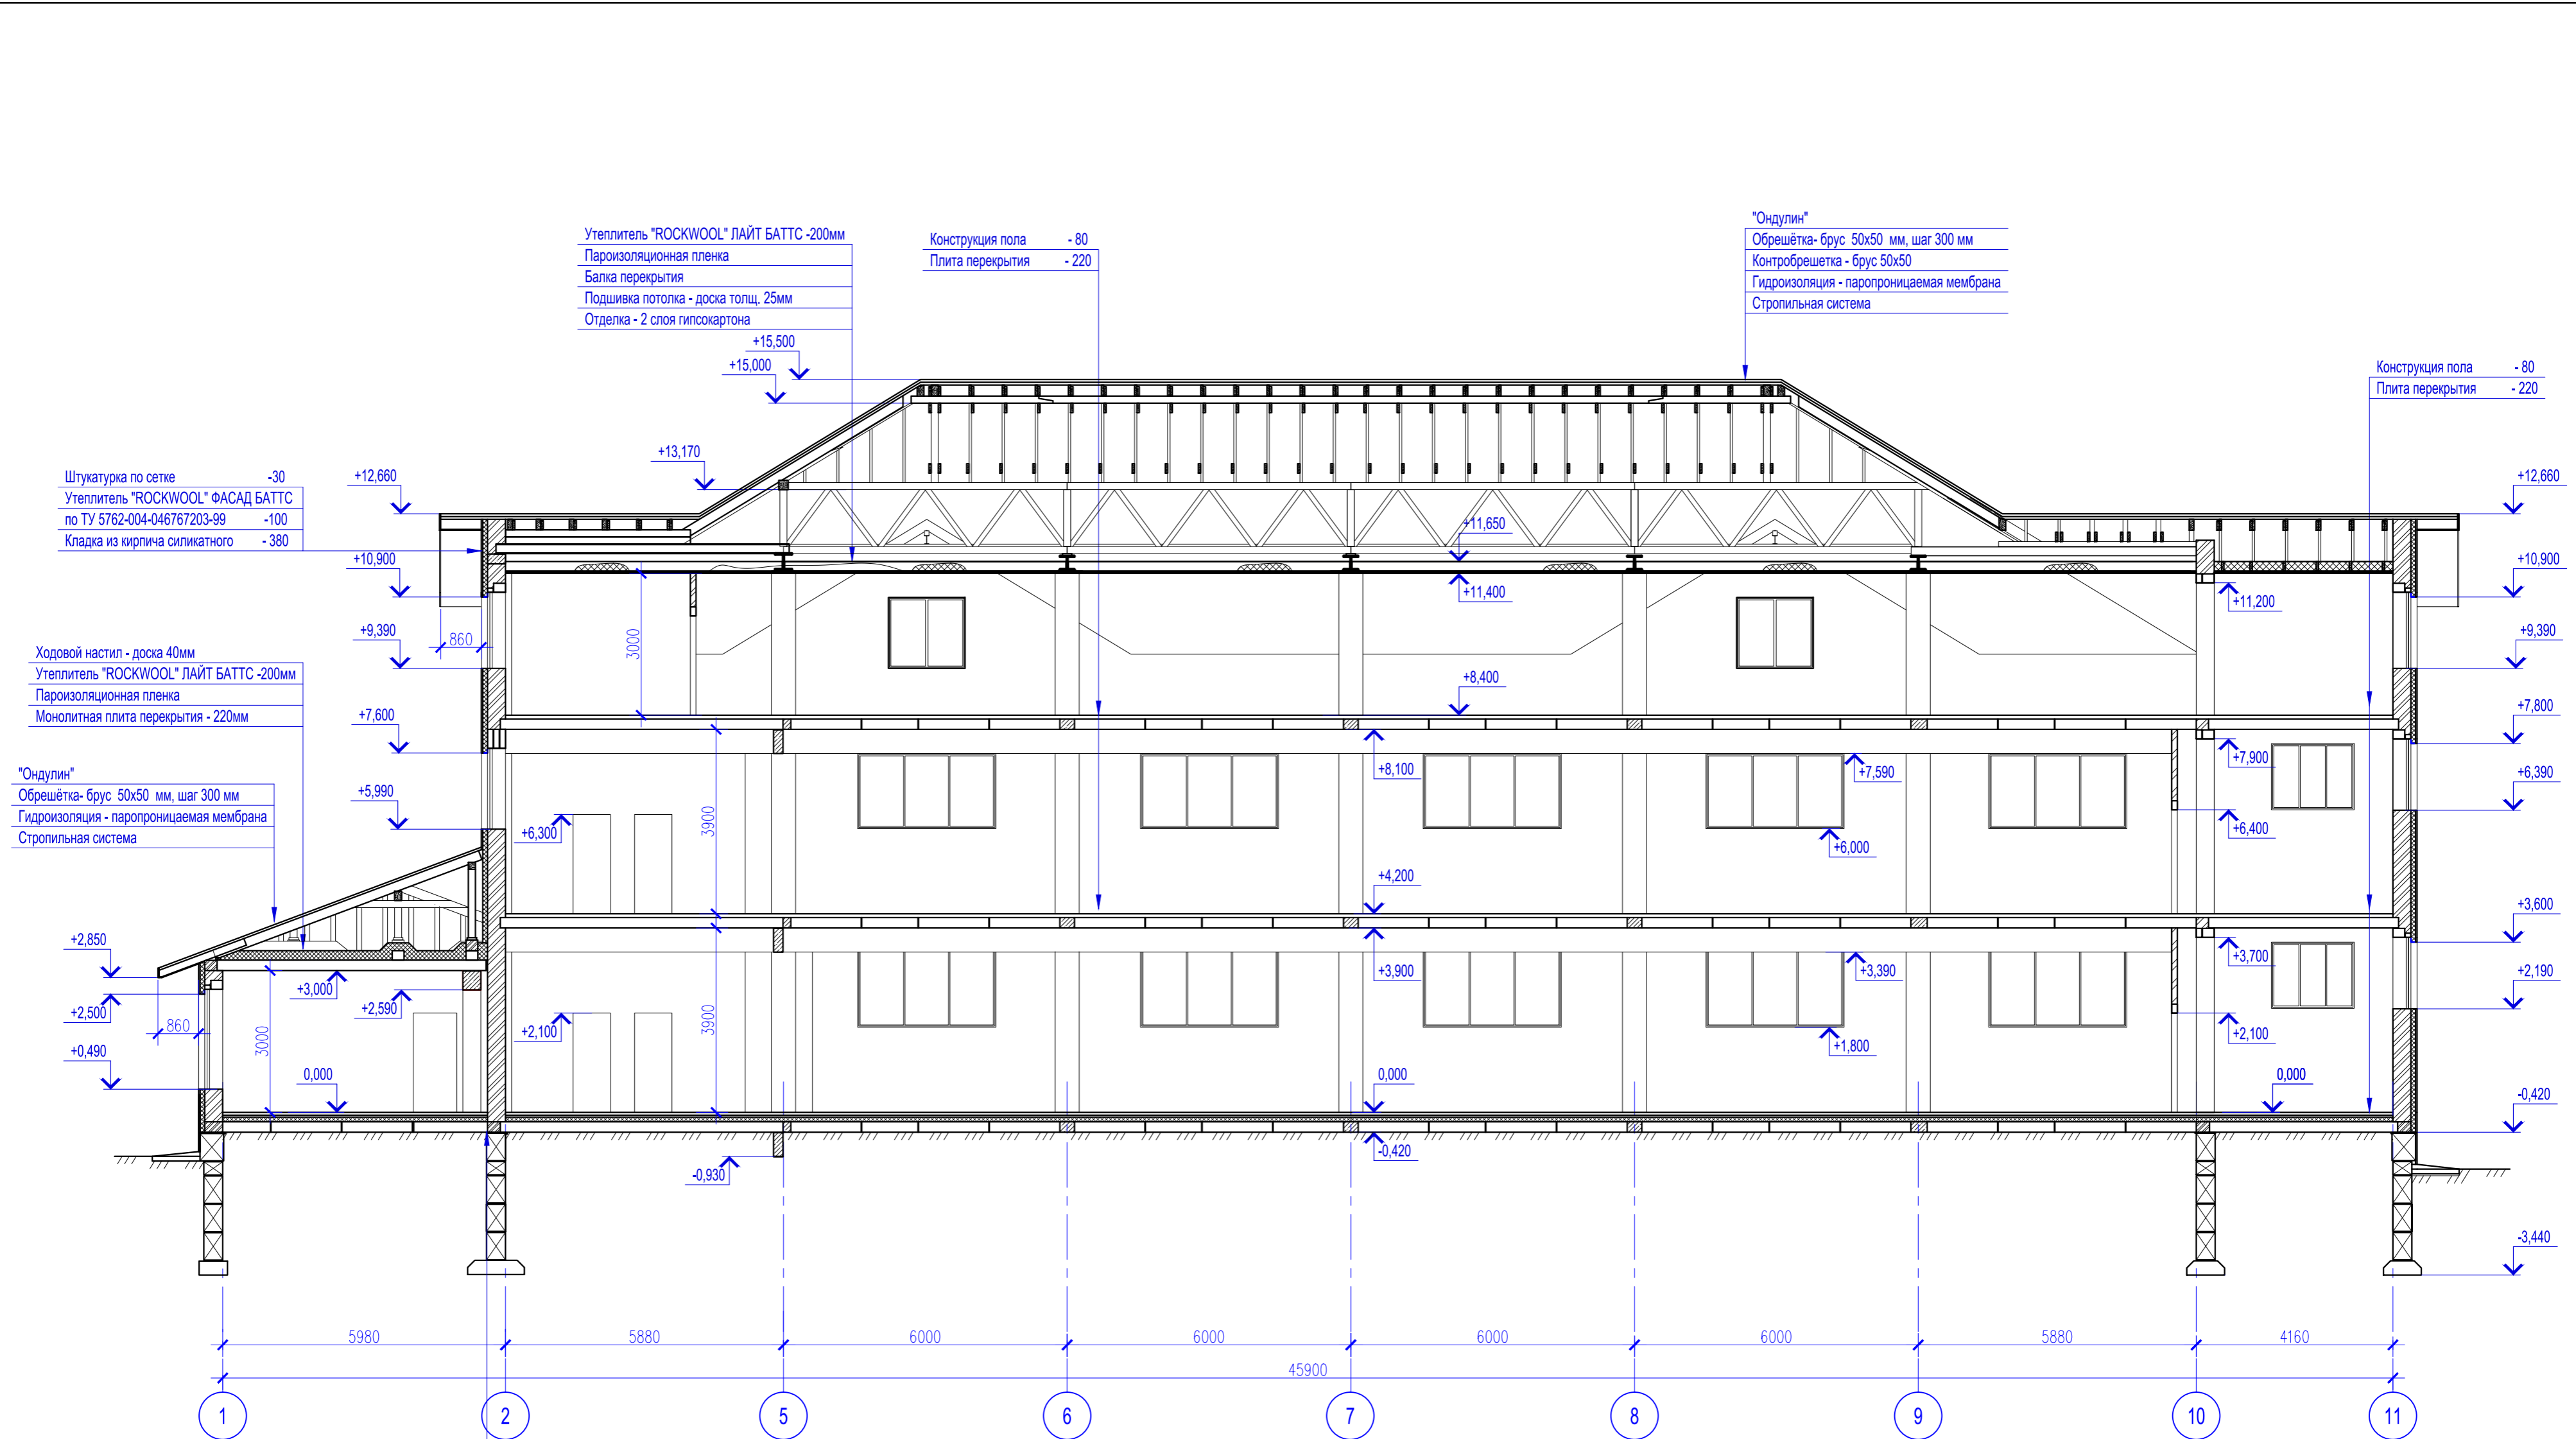 Утеплитель "ROCKWOOL" ЛАЙТ БАТТС -200мм
Пароизоляционная пленка
Балка перекрытия
Подшивка потолка - доска толщ. 25мм
Отделка - 2 слоя гипсокартона
Конструкция пола - 80
Плита перекрытия - 220
"Ондулин"
Обрешётка- брус 50x50 мм, шаг 300 мм
Контробрешетка - брус 50x50
Гидроизоляция - паропроницаемая мембрана
Стропильная система
Конструкция пола - 80
Плита перекрытия - 220
+15,500
+15,000
+13,170
Штукатурка по сетке -30
Утеплитель "ROCKWOOL" ФАСАД БАТТС
по ТУ 5762-004-046767203-99 -100
Кладка из кирпича силикатного - 380
+12,660
+10,900
+9,390
860
+7,600
+5,990
Ходовой настил - доска 40мм
Утеплитель "ROCKWOOL" ЛАЙТ БАТТС -200мм
Пароизоляционная пленка
Монолитная плита перекрытия - 220мм
"Ондулин"
Обрешётка- брус 50x50 мм, шаг 300 мм
Гидроизоляция - паропроницаемая мембрана
Стропильная система
+2,850
+2,500
860
+0,490
+3,000
+2,590
3000
0,000
3000
+11,650
+11,400
+11,200
+8,400
+8,100
+7,590
+7,900
+6,300
3900
+6,000
+6,400
+4,200
+3,900
+3,390
+3,700
+2,100
3900
+1,800
+2,100
0,000
0,000
-0,420
-0,930
+12,660
+10,900
+9,390
+7,800
+6,390
+3,600
+2,190
-0,420
-3,440
5980 5880 6000 6000 6000 6000 5880 4160
45900
1 2 5 6 7 8 9 10 11